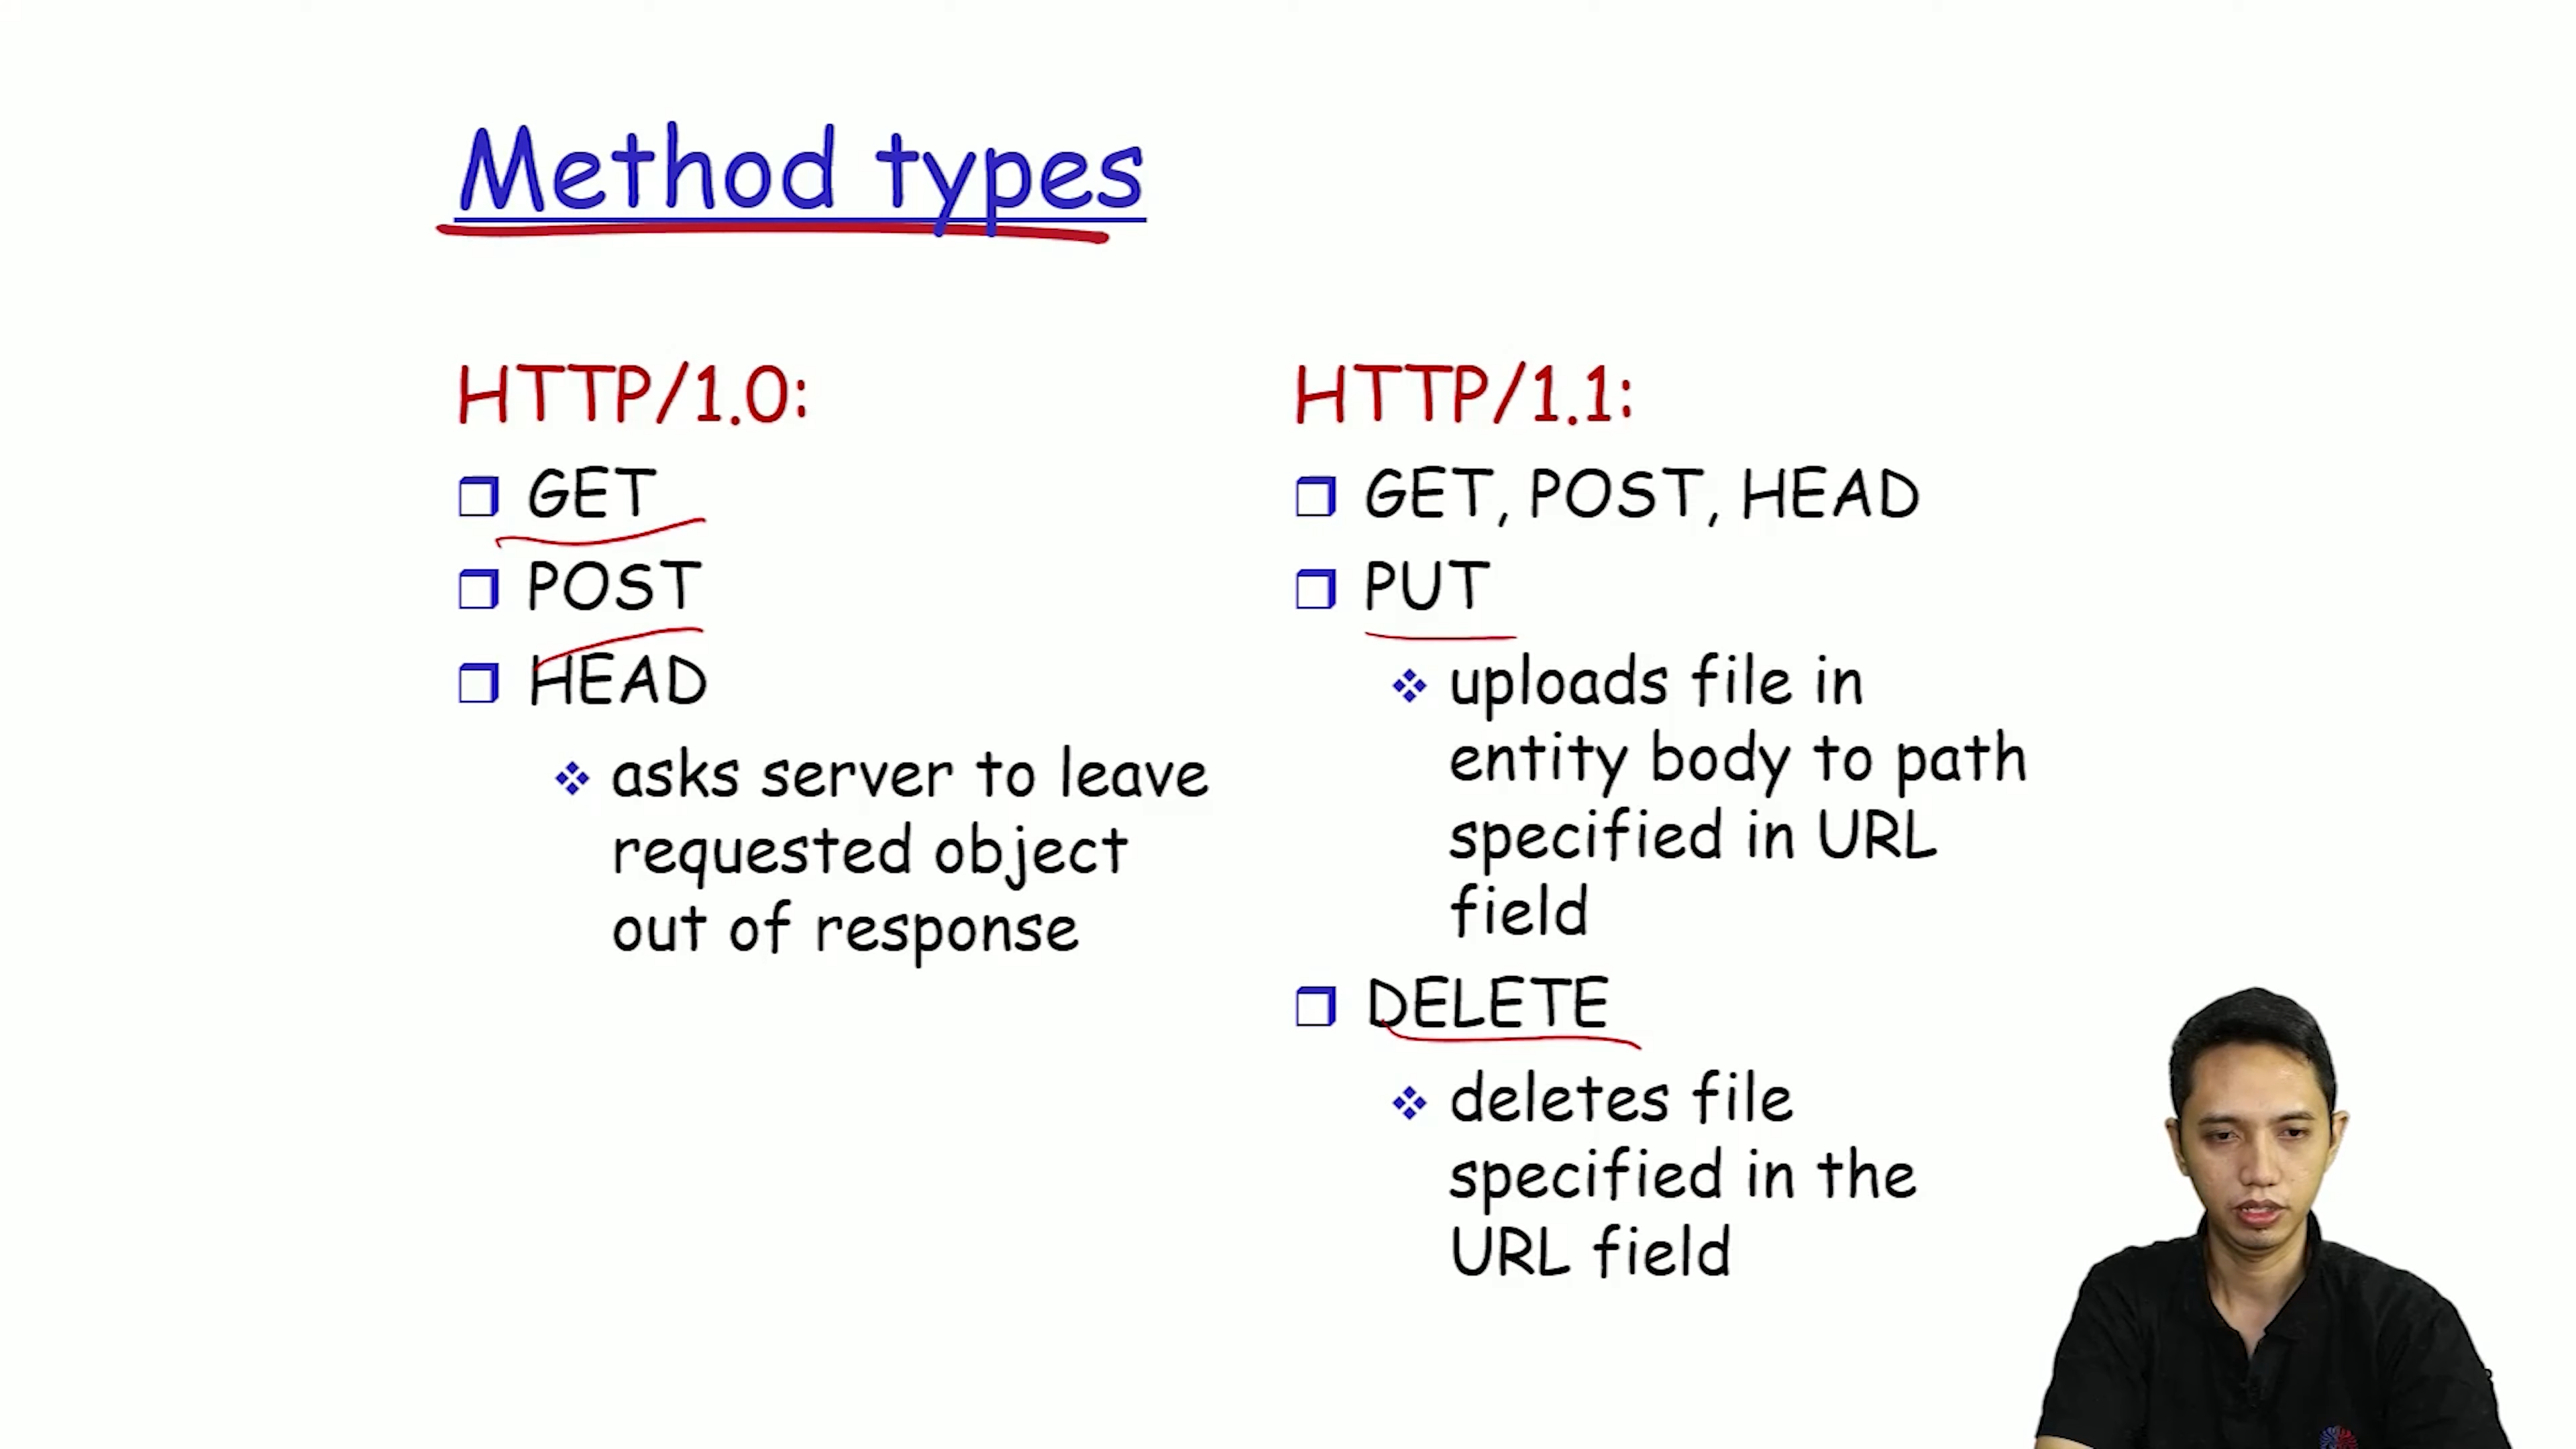 Method types
HTTP/1.0:
GET
POST
HEAD
asks server to leave
requested object
out of response
HTTP/1.1:
GET, POST, HEAD
PUT
uploads file in
entity body to path
specified in URL
field
DELETE
deletes file
specified in the
URL field